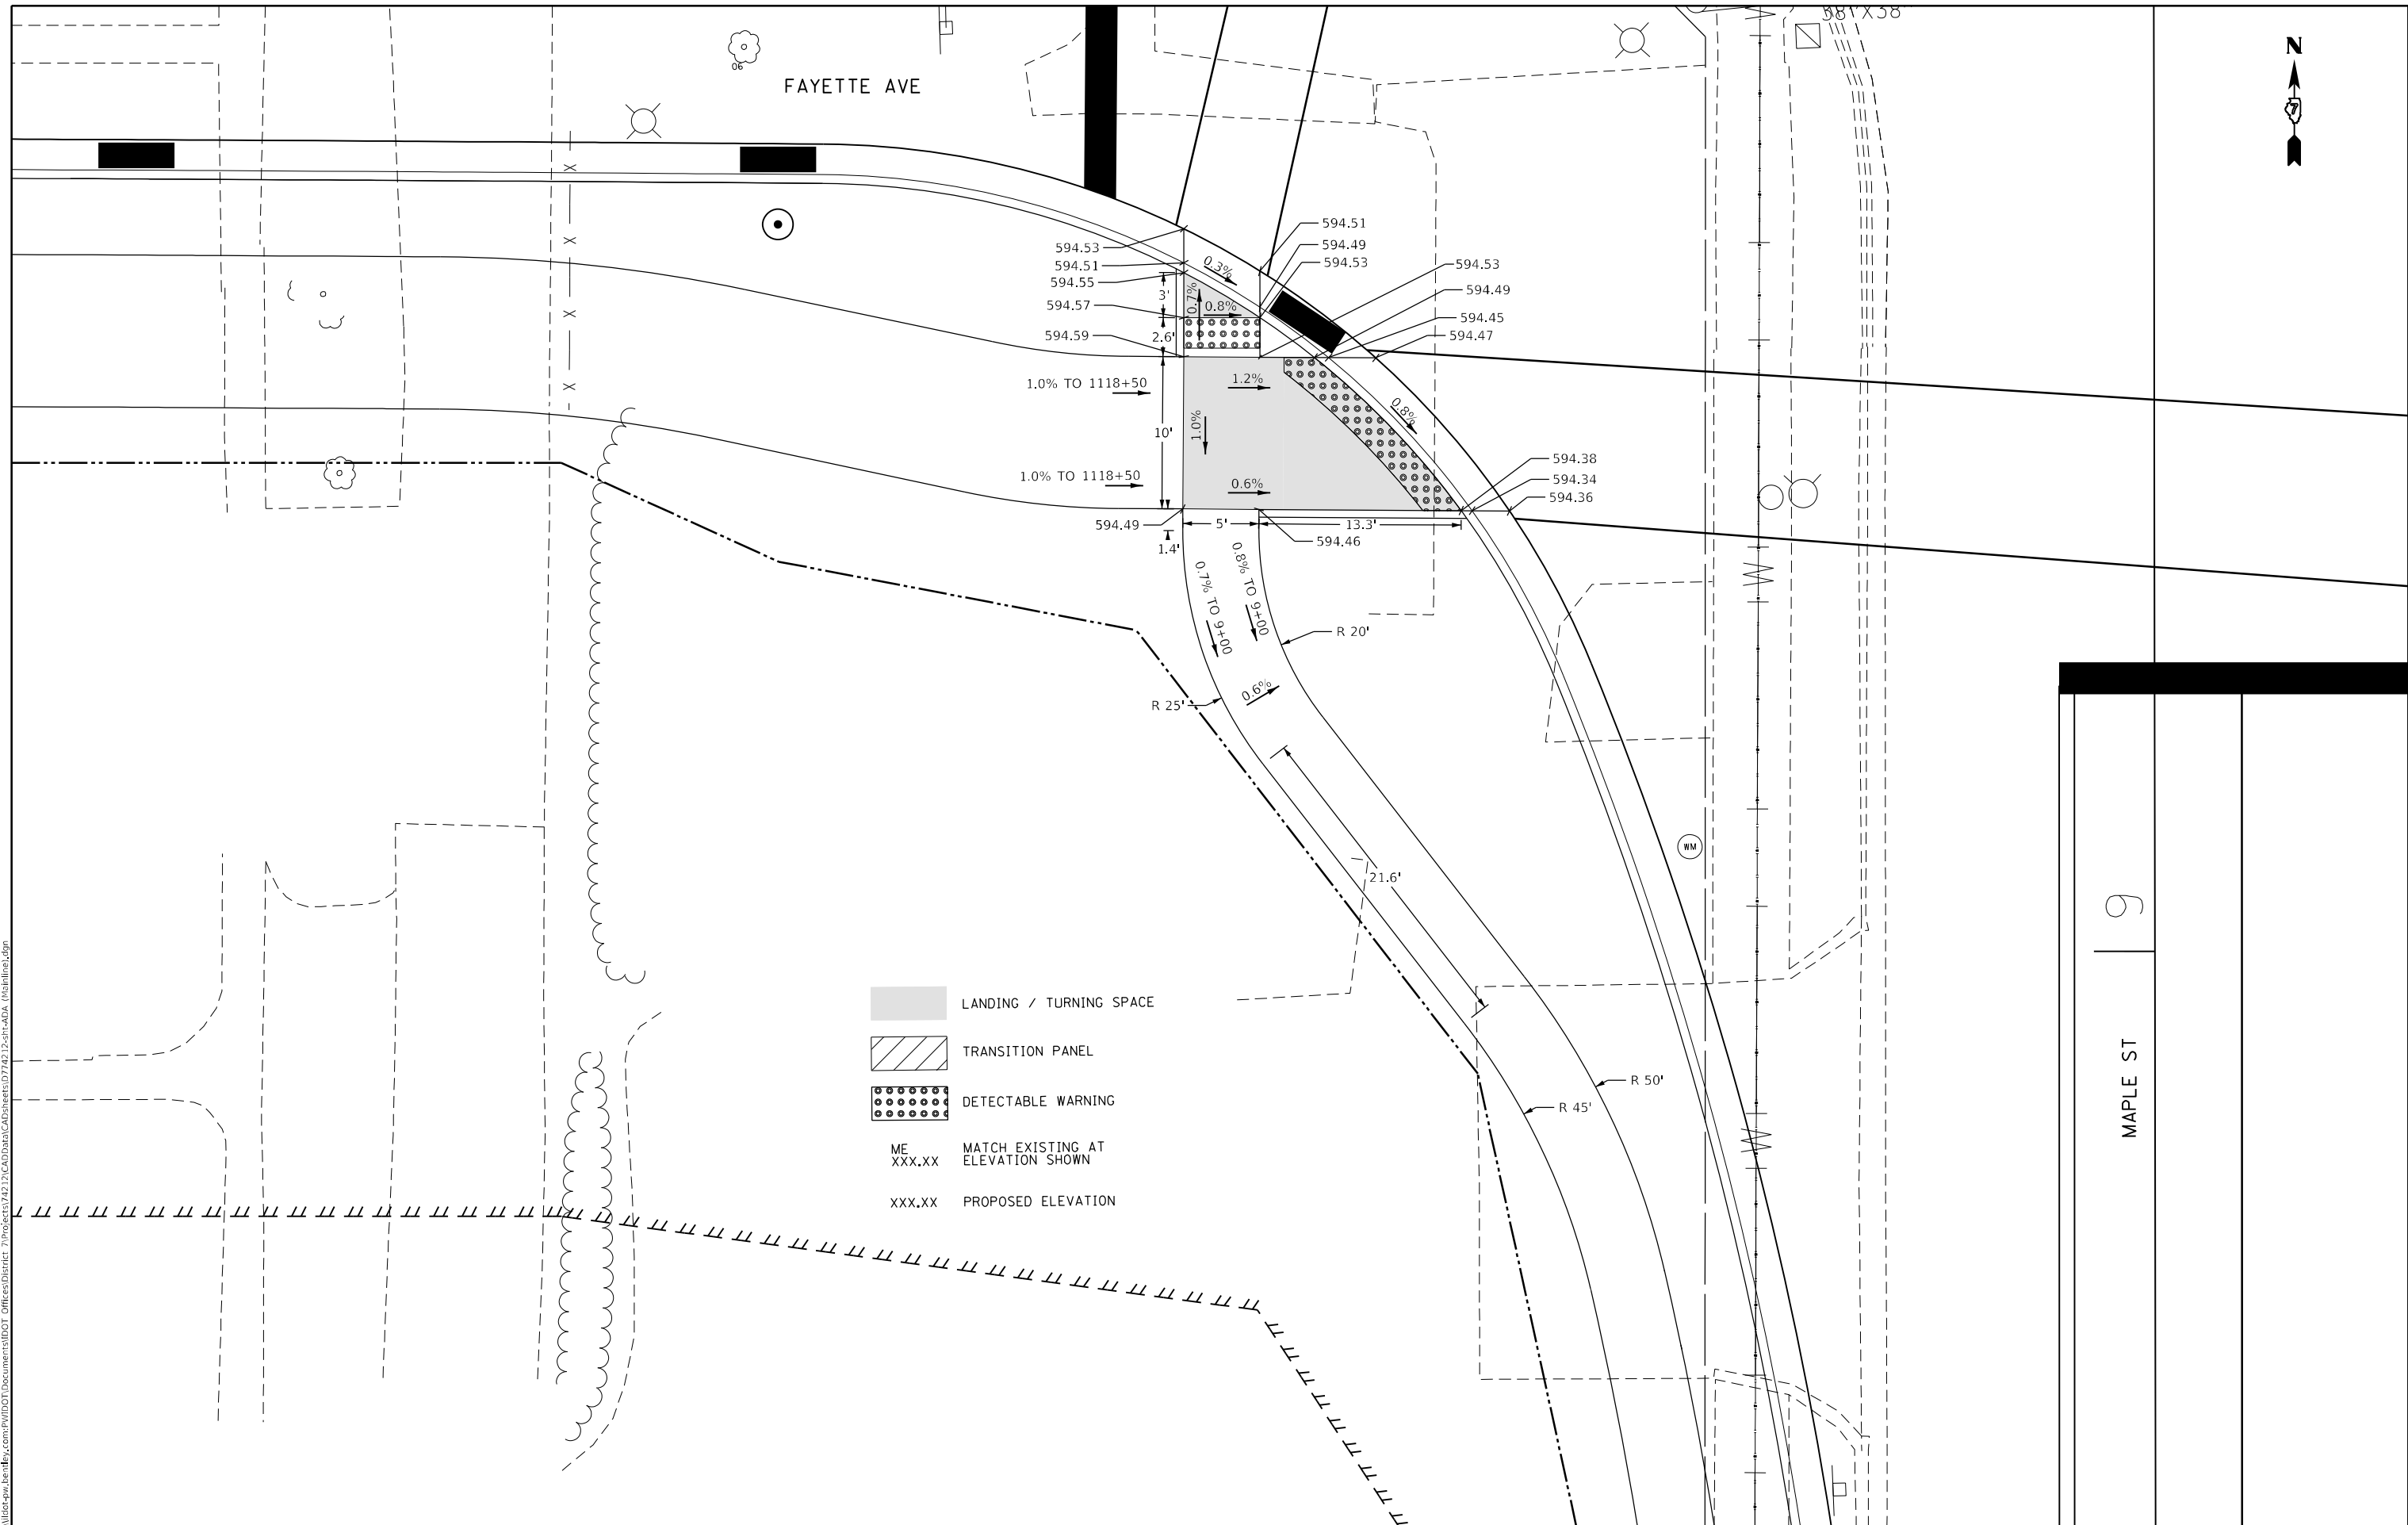 38"X38"
N
7
06
FAYETTE AVE
594.51
594.53
594.49
594.51
594.53
594.55
594.53
594.57
594.49
594.59
594.45
594.47
0.3%
3'
0.7%
0.8%
2.6'
1.0% TO 1118+50
1.2%
0.8%
10'
1.0%
1.0% TO 1118+50
0.6%
594.38
594.34
594.36
594.49
5'
13.3'
594.46
1.4'
0.7% TO 9+00
0.8% TO 9+00
R 20'
0.6%
R 25'
WM
21.6'
9
LANDING / TURNING SPACE
TRANSITION PANEL
R 50'
DETECTABLE WARNING
R 45'
MAPLE ST
ME
XXX.XX
MATCH EXISTING AT
ELEVATION SHOWN
XXX.XX PROPOSED ELEVATION